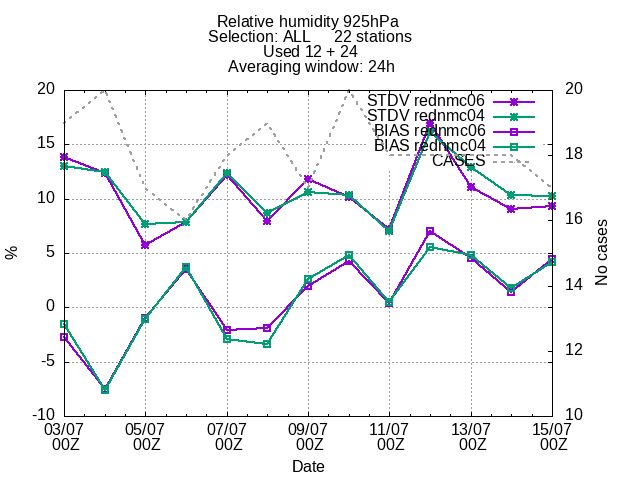 Relative humidity 925hPa
Selection: ALL 22 stations
Used 12 + 24
Averaging window: 24h
STDV rednmc06
STDV rednmc04
BIAS rednmc06
BIAS rednmc04
CASES
20
15
10
5
0
-5
-10
%
20
18
16
14
12
10
No cases
03/07 05/07 07/07 09/07 11/07 13/07 15/07
00Z 00Z 00Z 00Z 00Z 00Z 00Z
Date